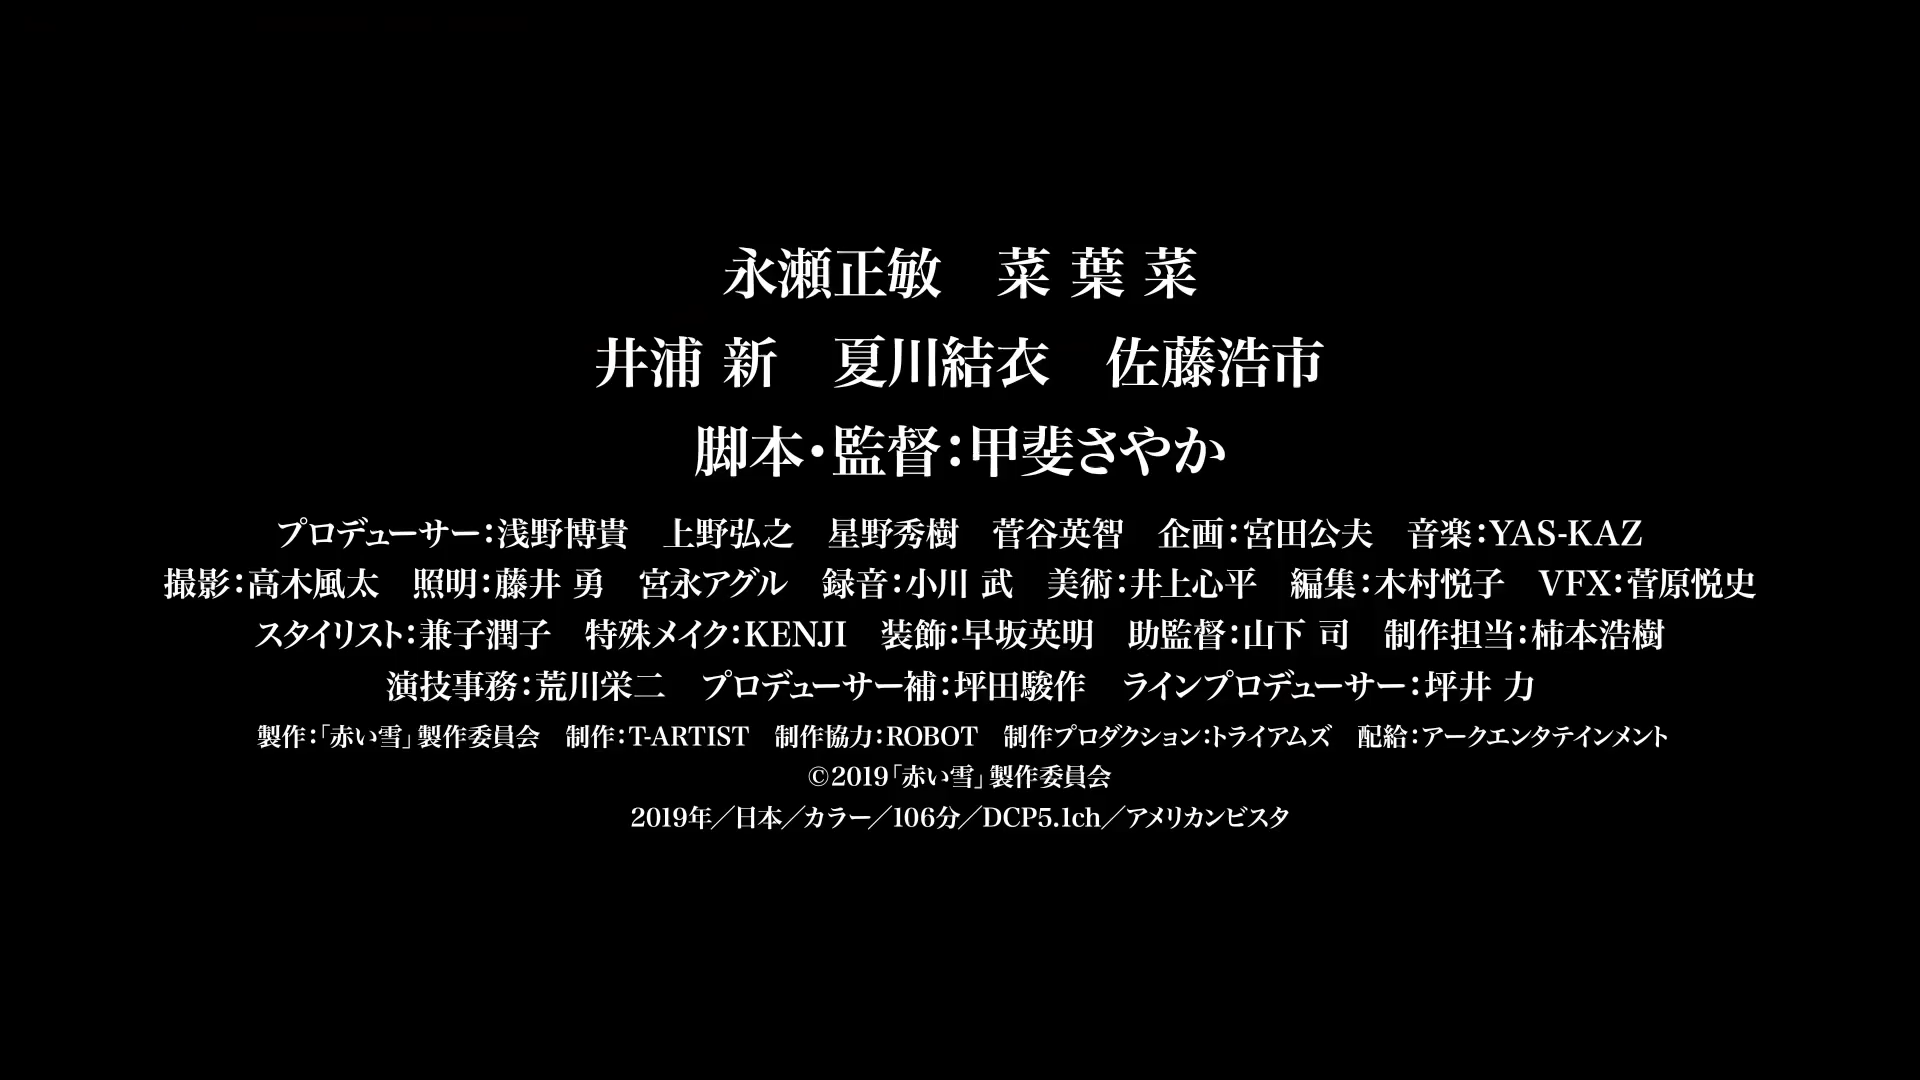 永瀬正敏　菜 葉 菜
井浦 新　夏川結衣　佐藤浩市
脚本・監督：甲斐さやか
プロデューサー：浅野博貴　上野弘之　星野秀樹　菅谷英智　企画：宮田公夫　音楽：YAS-KAZ
撮影：高木風太　照明：藤井 勇　宮永アグル　録音：小川 武　美術：井上心平　編集：木村悦子　VFX：菅原悦史
スタイリスト：兼子潤子　特殊メイク：KENJI　装飾：早坂英明　助監督：山下 司　制作担当：柿本浩樹
演技事務：荒川栄二　プロデューサー補：坪田駿作　ラインプロデューサー：坪井 力
製作：「赤い雪」製作委員会　制作：T-ARTIST　制作協力：ROBOT　制作プロダクション：トライアムズ　配給：アークエンタテインメント
©2019「赤い雪」製作委員会
2019年／日本／カラー／106分／DCP5.1ch／アメリカンビスタ